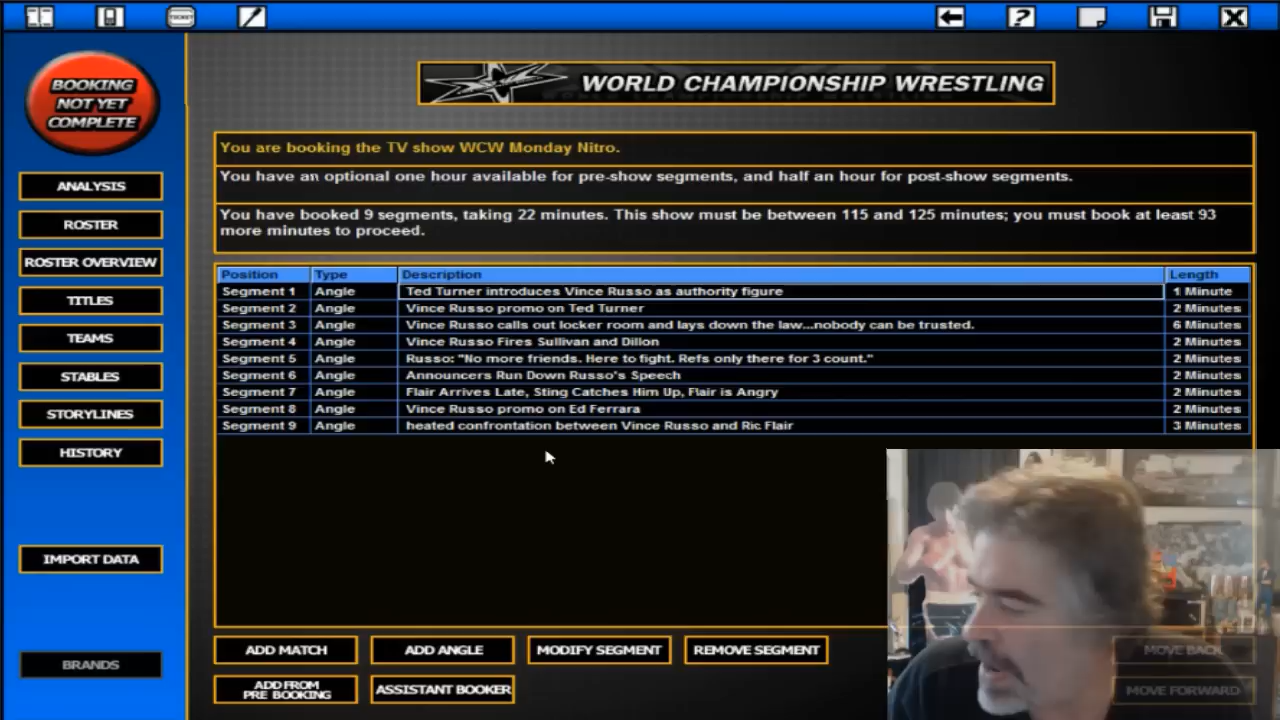 TICKET
?
BOOKING
NOT YET
COMPLETE
WORLD CHAMPIONSHIP WRESTLING
You are booking the TV show WCW Monday Nitro.
You have an optional one hour available for pre-show segments, and half an hour for post-show segments.
You have booked 9 segments, taking 22 minutes. This show must be between 115 and 125 minutes; you must book at least 93
more minutes to proceed.
ANALYSIS
ROSTER
ROSTER OVERVIEW
TITLES
TEAMS
STABLES
STORYLINES
HISTORY
IMPORT DATA
BRANDS
Position Type Description Length
Segment 1 Angle Ted Turner introduces Vince Russo as authority figure 1 Minute
Segment 2 Angle Vince Russo promo on Ted Turner 2 Minutes
Segment 3 Angle Vince Russo calls out locker room and lays down the law...nobody can be trusted. 6 Minutes
Segment 4 Angle Vince Russo Fires Sullivan and Dillon 2 Minutes
Segment 5 Angle Russo: "No more friends. Here to fight. Refs only there for 3 count." 2 Minutes
Segment 6 Angle Announcers Run Down Russo's Speech 2 Minutes
Segment 7 Angle Flair Arrives Late, Sting Catches Him Up, Flair is Angry 2 Minutes
Segment 8 Angle Vince Russo promo on Ed Ferrara 2 Minutes
Segment 9 Angle heated confrontation between Vince Russo and Ric Flair 3 Minutes
ADD MATCH
ADD ANGLE
MODIFY SEGMENT
REMOVE SEGMENT
MOVE BACK
ADD FROM
PRE BOOKING
ASSISTANT BOOKER
MOVE FORWARD